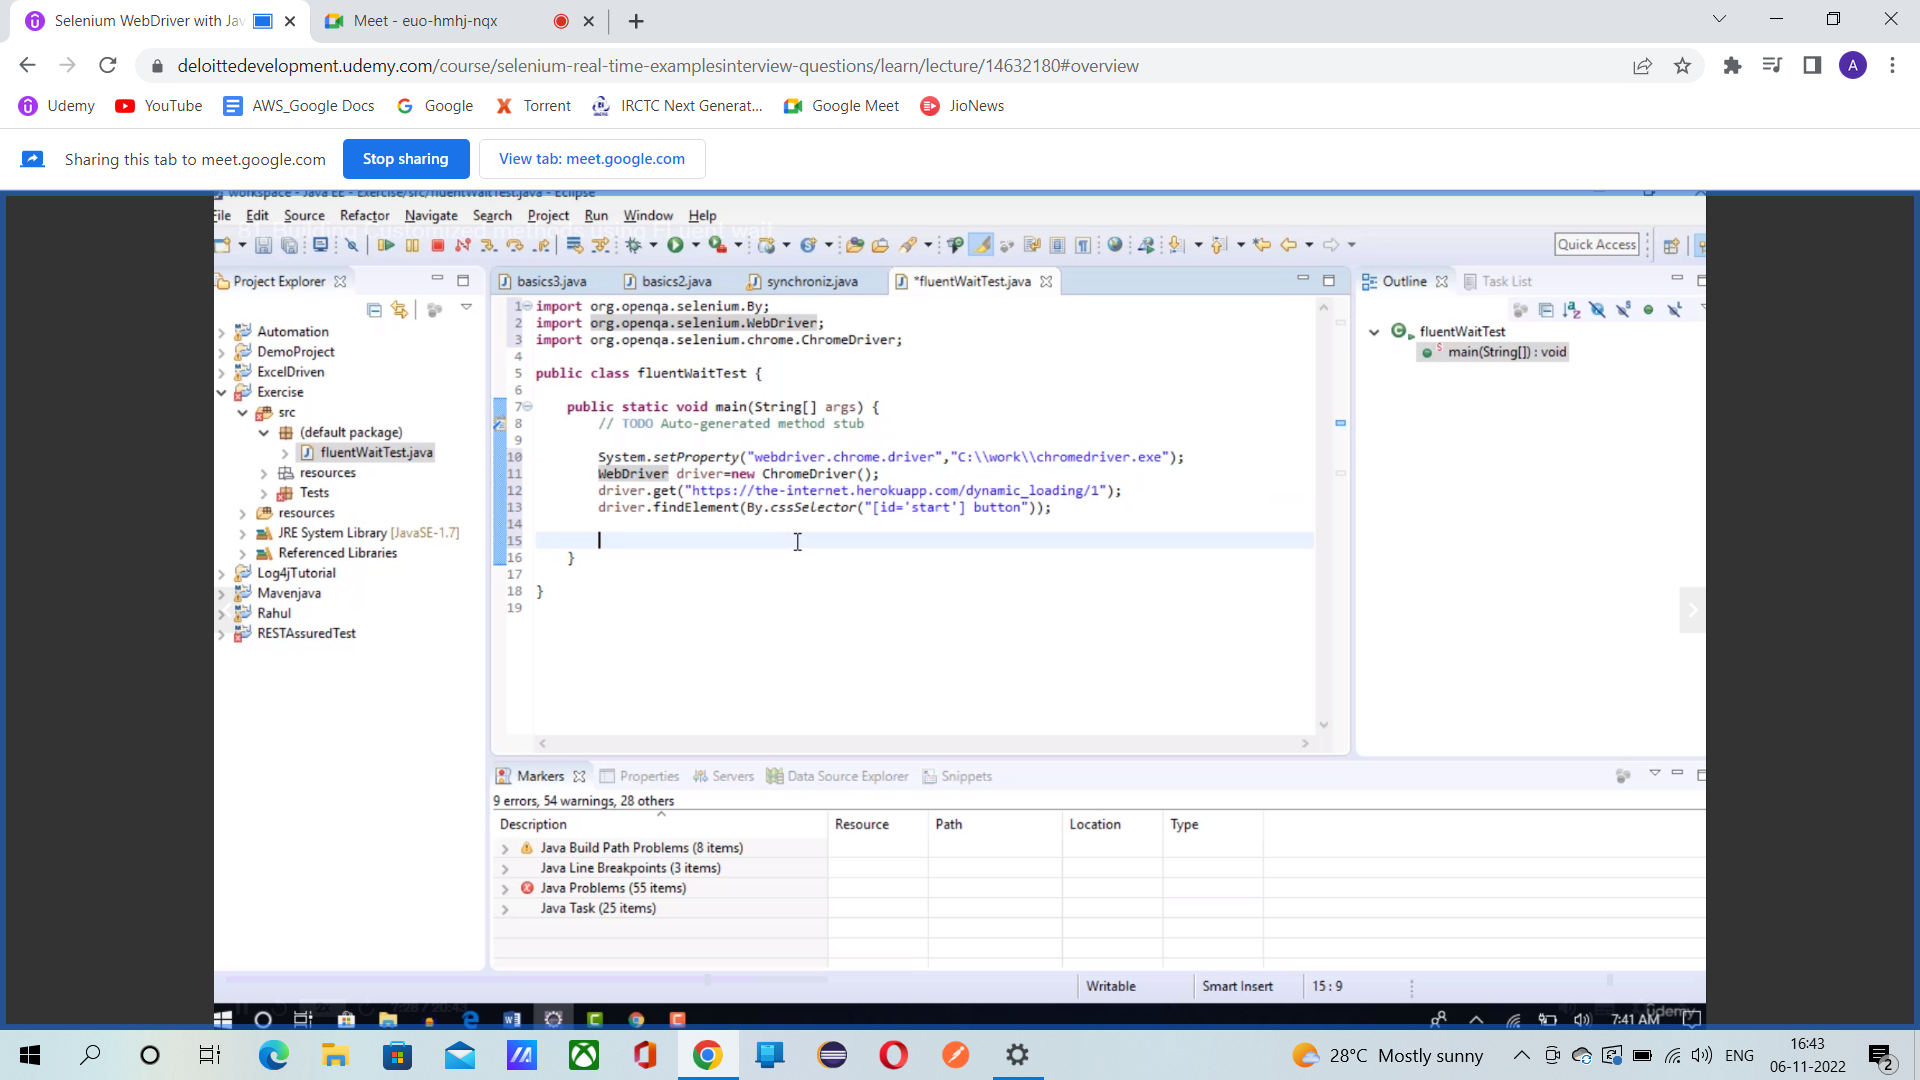 Selenium WebDriver with Jav
Meet - euo-hmhj-nqx
deloittedevelopment.udemy.com/course/selenium-real-time-examplesinterview-questions/learn/lecture/14632180#overview
A
Udemy
YouTube
AWS_Google Docs
Google
Torrent
IRCTC Next Generat...
Google Meet
JioNews
Sharing this tab to meet.google.com
Stop sharing
View tab: meet.google.com
workspace - Java EE - Exercise/src/fluentWaitTest.java - Eclipse
File Edit Source Refactor Navigate Search Project Run Window Help
81. Building Customized methods using FLuent wait
Quick Access
Project Explorer
basics3.java
basics2.java
synchroniz.java
*fluentWaitTest.java
Outline
Task List
Automation
DemoProject
ExcelDriven
Exercise
src
(default package)
fluentWaitTest.java
resources
Tests
resources
JRE System Library [JavaSE-1.7]
Referenced Libraries
Log4jTutorial
Mavenjava
Rahul
RESTAssuredTest
1 import org.openqa.selenium.By;
2 import org.openqa.selenium.WebDriver;
3 import org.openqa.selenium.chrome.ChromeDriver;
4
5 public class fluentWaitTest {
6
7 public static void main(String[] args) {
8 // TODO Auto-generated method stub
9
10 System.setProperty("webdriver.chrome.driver","C:\\work\\chromedriver.exe");
11 WebDriver driver=new ChromeDriver();
12 driver.get("https://the-internet.herokuapp.com/dynamic_loading/1");
13 driver.findElement(By.cssSelector("[id='start'] button"));
14
15
16 }
17
18 }
19
fluentWaitTest
main(String[]) : void
Markers
Properties
Servers
Data Source Explorer
Snippets
9 errors, 54 warnings, 28 others
Description Resource Path Location Type
Java Build Path Problems (8 items)
Java Line Breakpoints (3 items)
Java Problems (55 items)
Java Task (25 items)
Writable
Smart Insert
15 : 9
7:41 AM
udemy
28°C Mostly sunny
ENG
16:43
06-11-2022
2